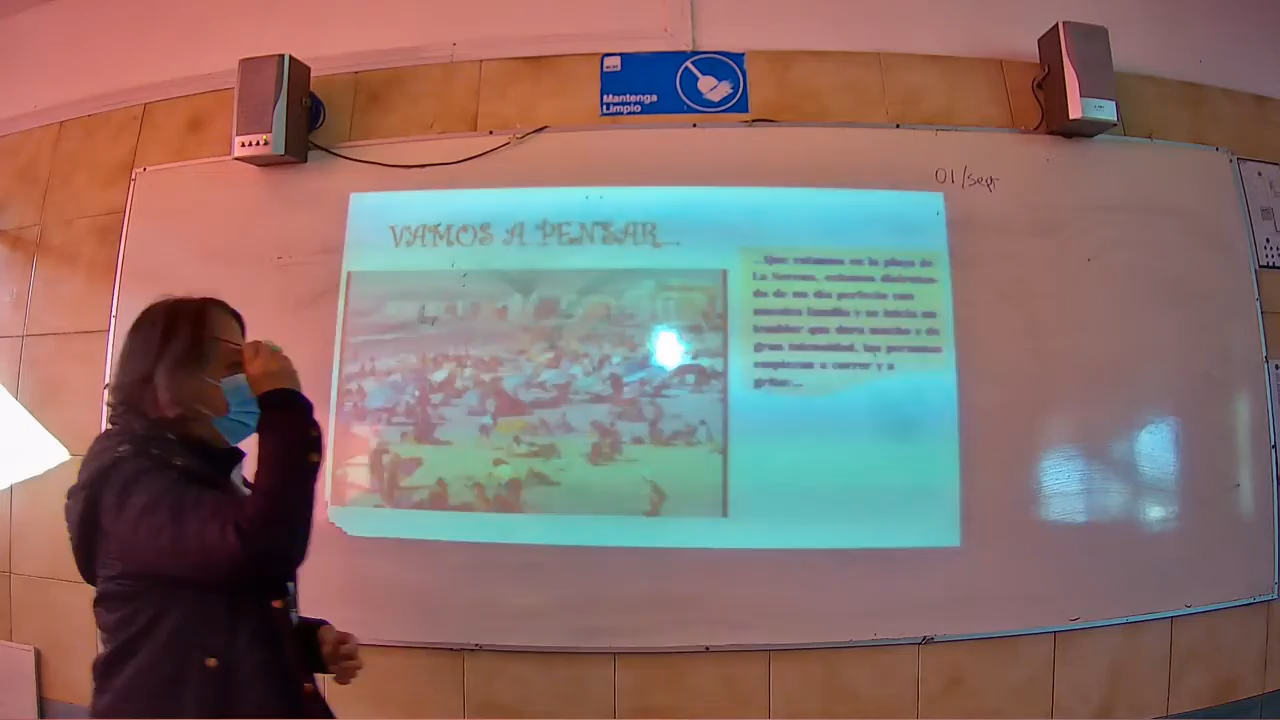 Mantenga
Limpio
01/sept
VAMOS A PENSAR...
...Que estamos en la playa de
La Serena, estamos disfrutan-
do de un día perfecto con
nuestra familia y se inicia un
temblor que dura mucho y de
gran intensidad, las personas
empiezan a correr y a
gritar...